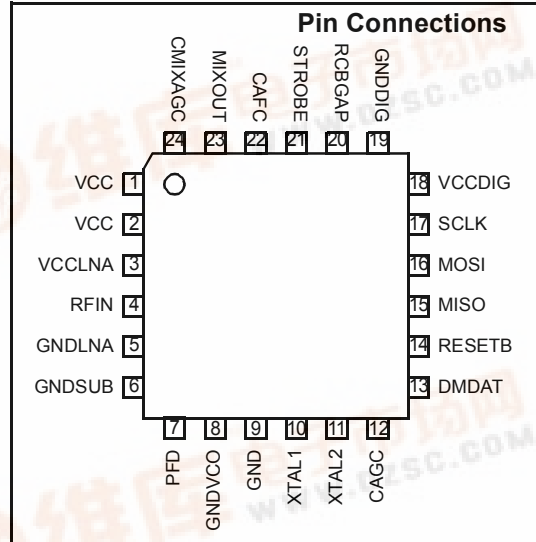 Pin Connections
CMIXAGC MIXOUT CAFC STROBE RCBGAP GNDDIG
24 23 22 21 20 19
VCC 1 18 VCCDIG
VCC 2 17 SCLK
VCCLNA 3 16 MOSI
RFIN 4 15 MISO
GNDLNA 5 14 RESETB
GNDSUB 6 13 DMDAT
7 8 9 10 11 12
PFD GNDVCO GND XTAL1 XTAL2 CAGC